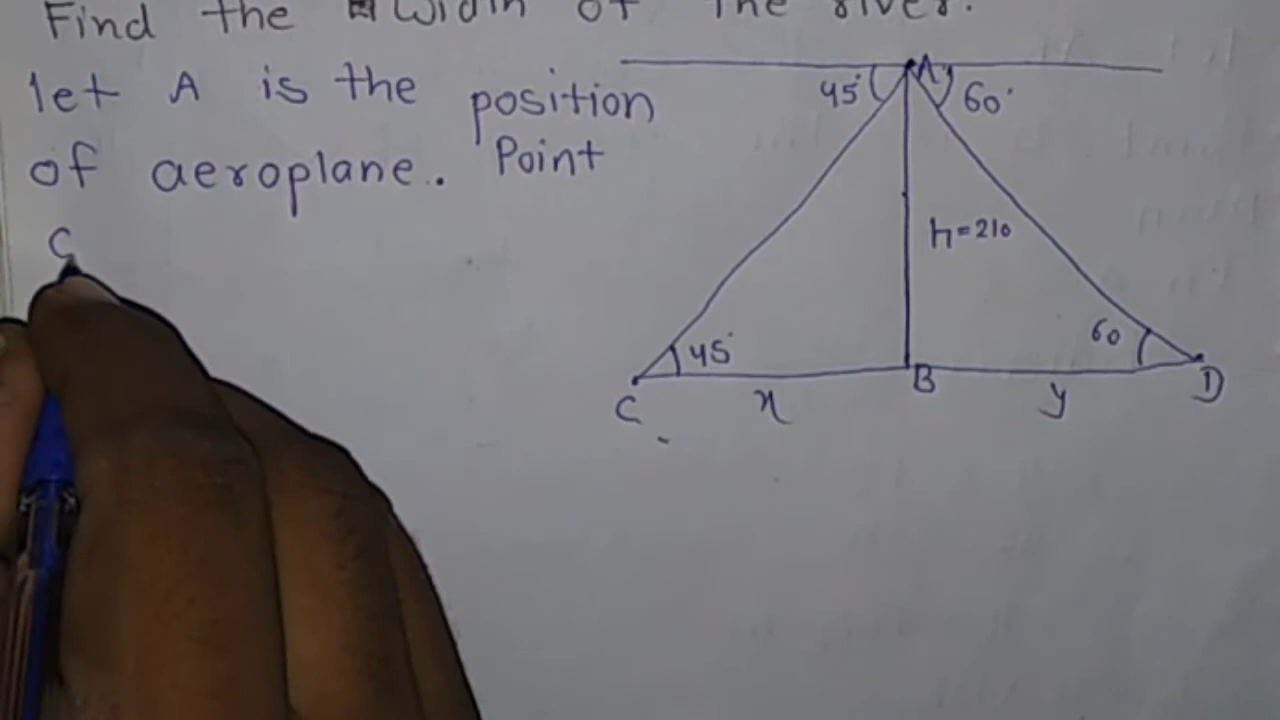 Find the Width of the river.
let A is the position
of aeroplane. Point
C
A
45°
60°
h=210
45°
60
B
C
x
y
D